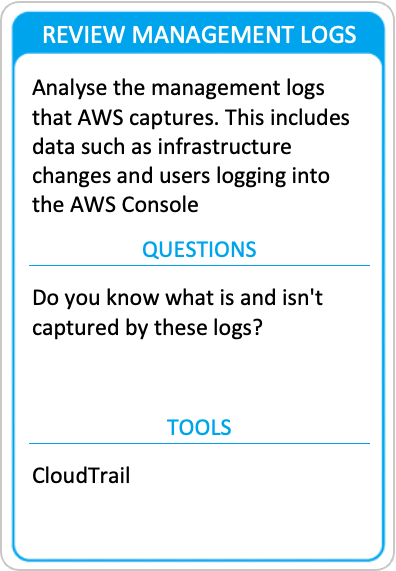 REVIEW MANAGEMENT LOGS
Analyse the management logs
that AWS captures. This includes
data such as infrastructure
changes and users logging into
the AWS Console
QUESTIONS
Do you know what is and isn't
captured by these logs?
TOOLS
CloudTrail